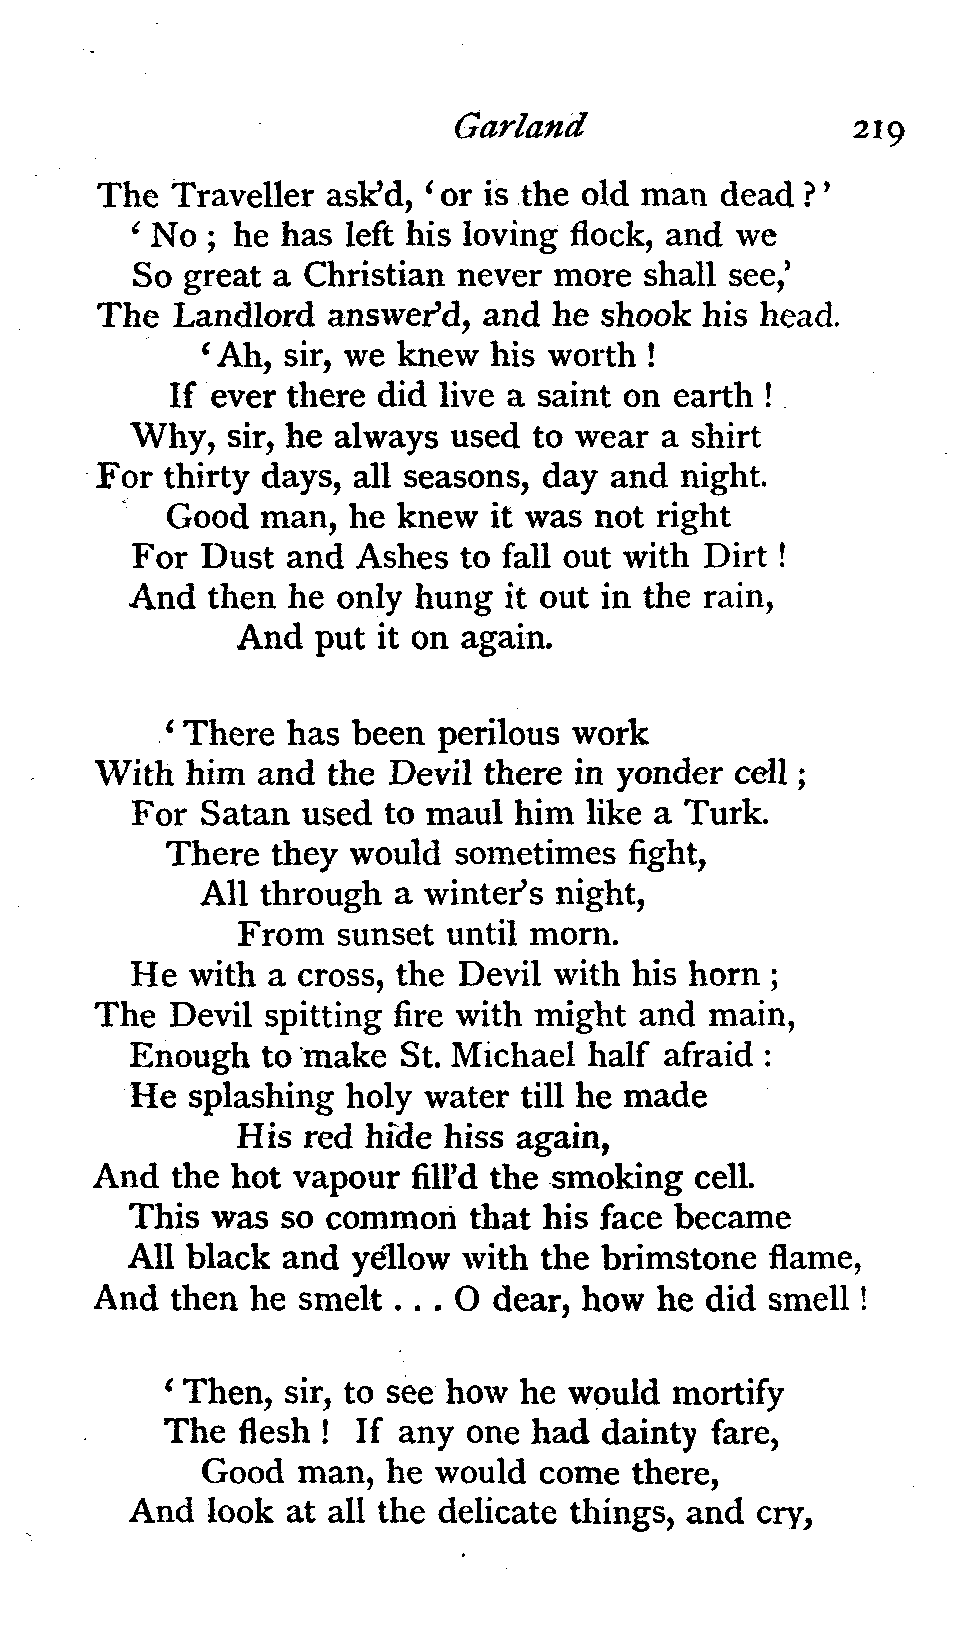 Garland 219
The Traveller ask'd, ‘or is the old man dead?’
‘No; he has left his loving flock, and we
So great a Christian never more shall see,’
The Landlord answer'd, and he shook his head.
‘Ah, sir, we knew his worth!
If ever there did live a saint on earth!
Why, sir, he always used to wear a shirt
For thirty days, all seasons, day and night.
Good man, he knew it was not right
For Dust and Ashes to fall out with Dirt!
And then he only hung it out in the rain,
And put it on again.
‘There has been perilous work
With him and the Devil there in yonder cell;
For Satan used to maul him like a Turk.
There they would sometimes fight,
All through a winter's night,
From sunset until morn.
He with a cross, the Devil with his horn;
The Devil spitting fire with might and main,
Enough to make St. Michael half afraid:
He splashing holy water till he made
His red hide hiss again,
And the hot vapour fill'd the smoking cell.
This was so common that his face became
All black and yellow with the brimstone flame,
And then he smelt . . . O dear, how he did smell!
‘Then, sir, to see how he would mortify
The flesh! If any one had dainty fare,
Good man, he would come there,
And look at all the delicate things, and cry,